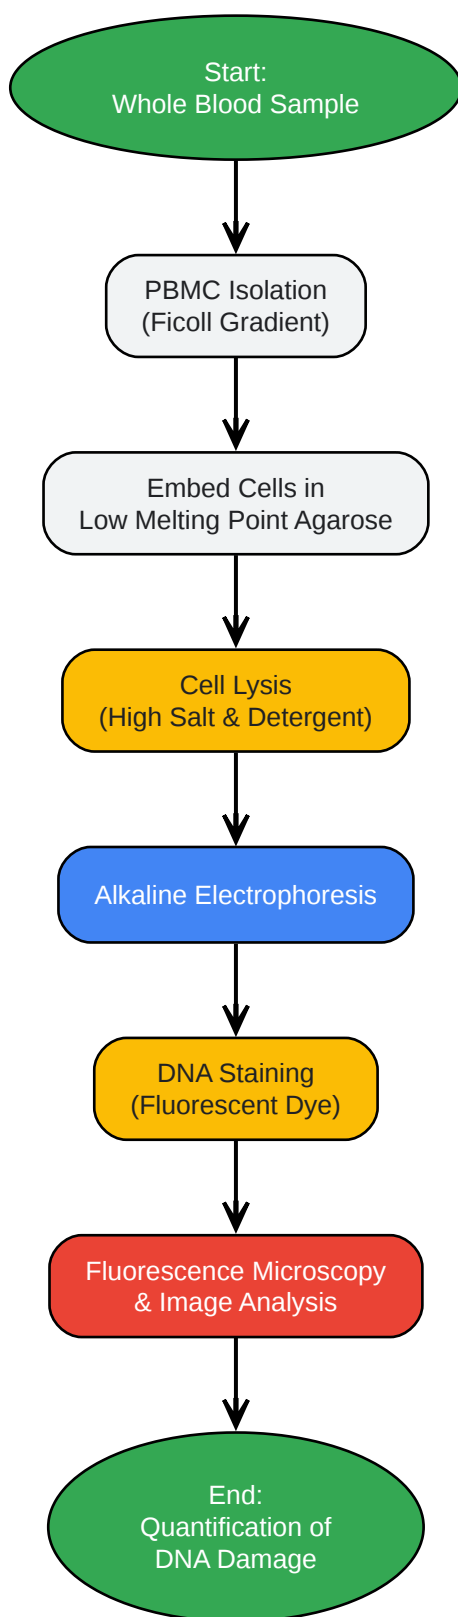 Start:
Whole Blood Sample
PBMC Isolation
(Ficoll Gradient)
Embed Cells in
Low Melting Point Agarose
Cell Lysis
(High Salt & Detergent)
Alkaline Electrophoresis
DNA Staining
(Fluorescent Dye)
Fluorescence Microscopy
& Image Analysis
End:
Quantification of
DNA Damage